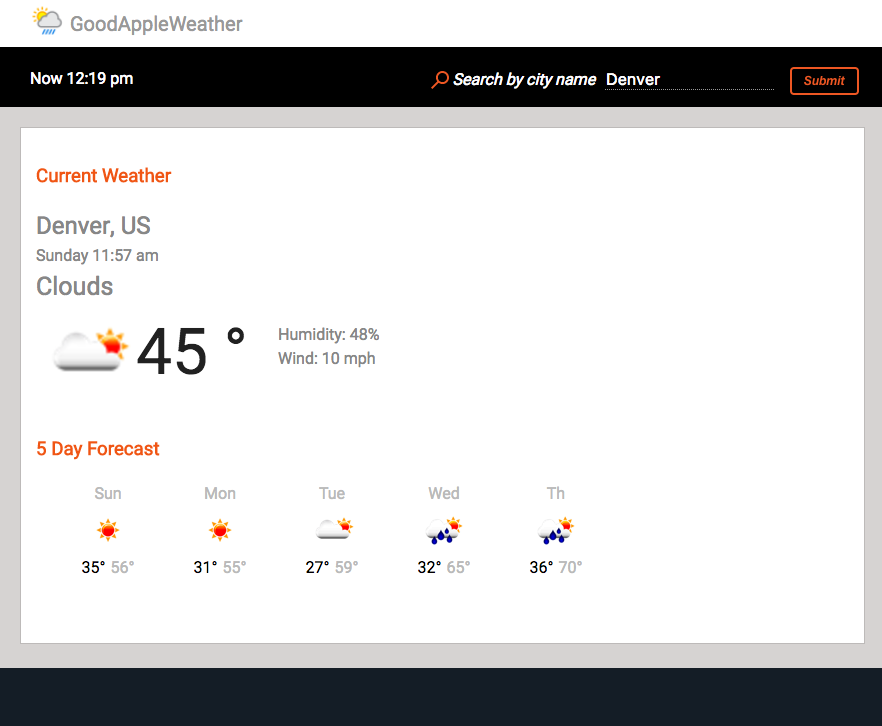 GoodAppleWeather
Now 12:19 pm
Search by city name Denver Submit
Current Weather
Denver, US
Sunday 11:57 am
Clouds
45 °
Humidity: 48%
Wind: 10 mph
5 Day Forecast
Sun Mon Tue Wed Th
35° 56° 31° 55° 27° 59° 32° 65° 36° 70°